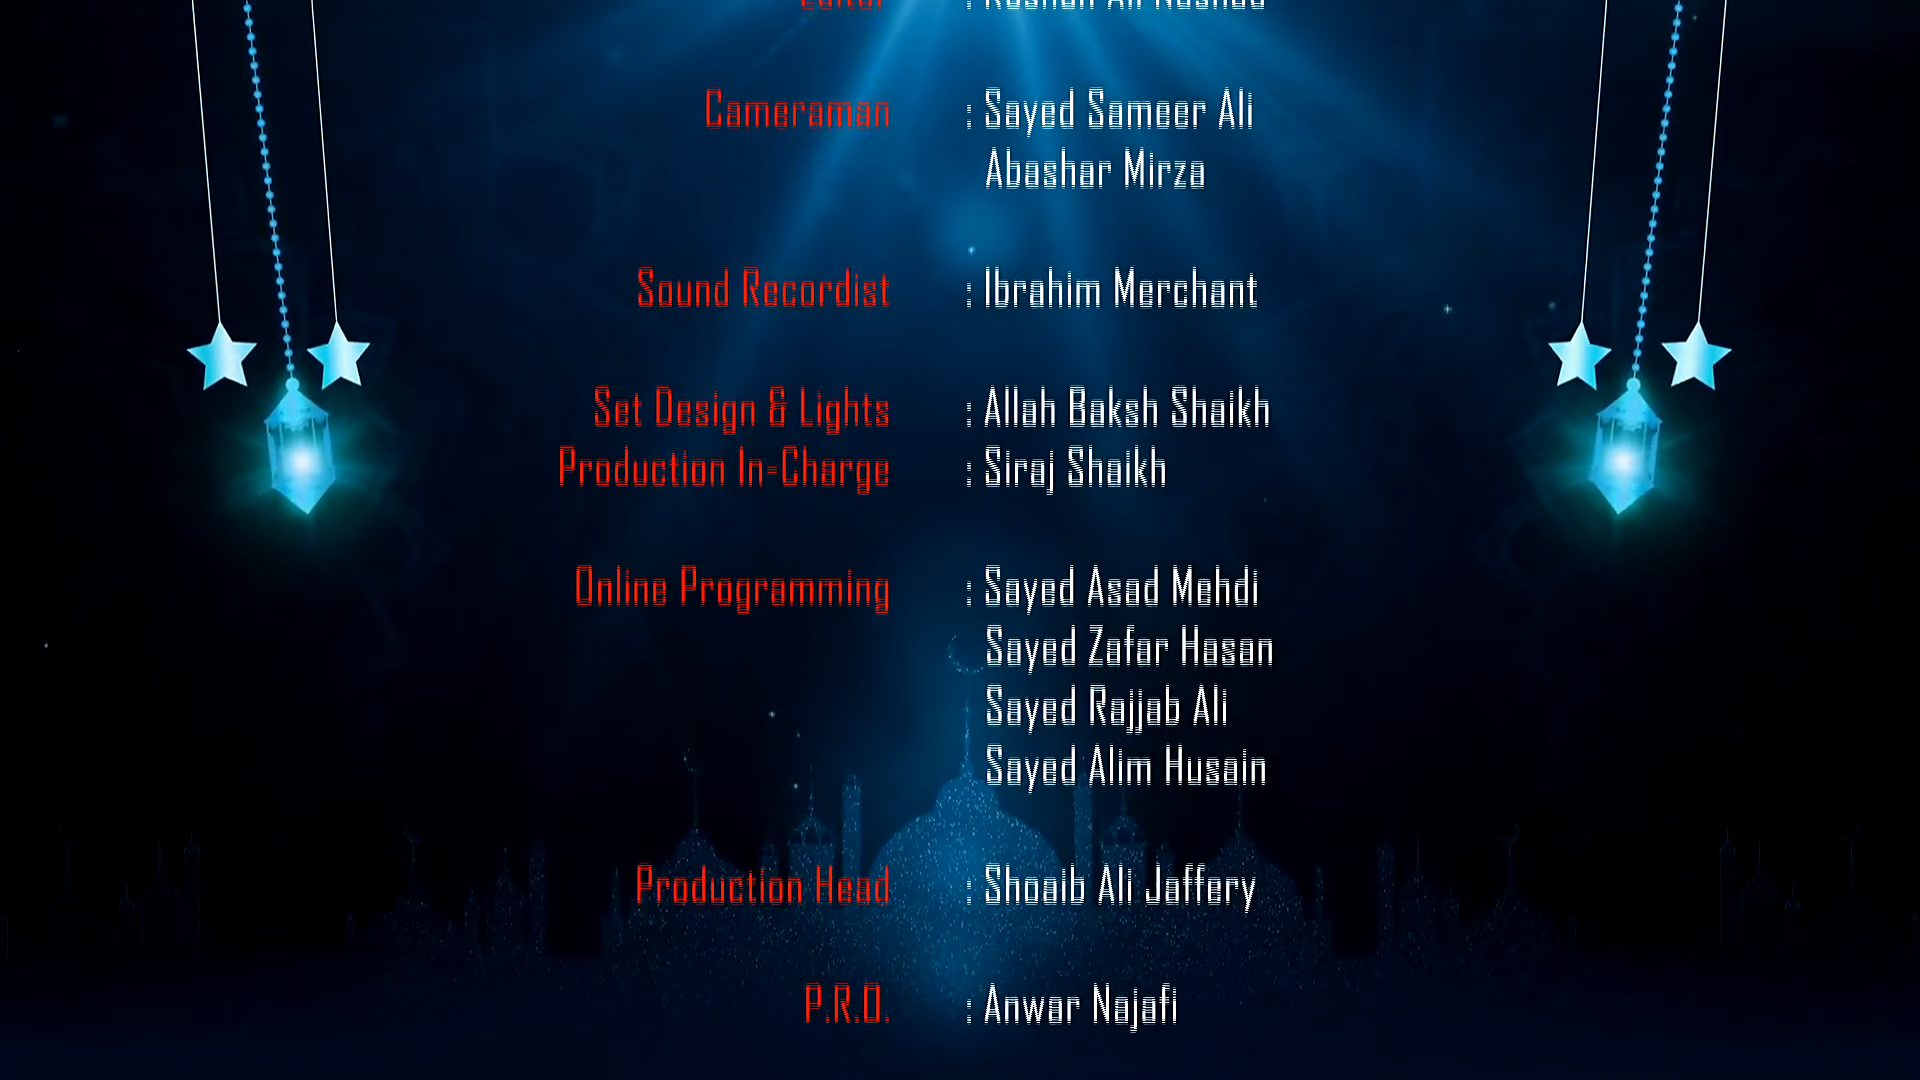 Editor
Cameraman : Sayed Sameer Ali
Abashar Mirza
Sound Recordist : Ibrahim Merchant
Set Design & Lights : Allah Baksh Shaikh
Production In-Charge : Siraj Shaikh
Online Programming : Sayed Asad Mehdi
Sayed Zafar Hasan
Sayed Rajjab Ali
Sayed Alim Husain
Production Head : Shoaib Ali Jaffery
P.R.O. : Anwar Najafi